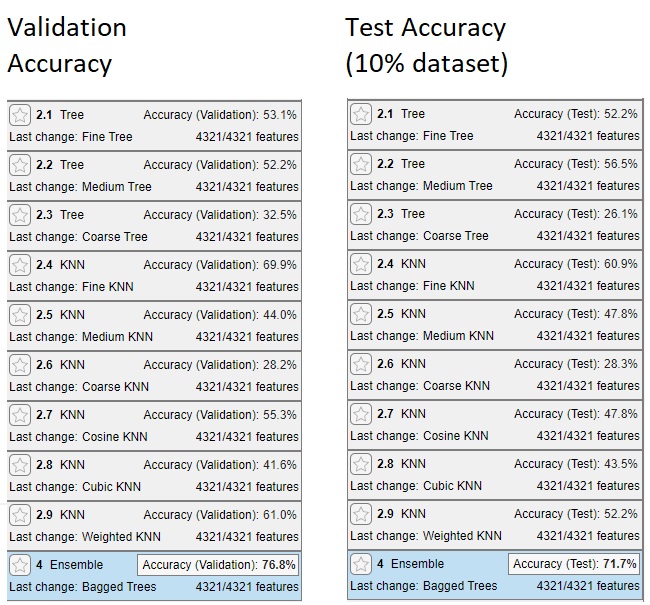 Validation
Accuracy
2.1 Tree Accuracy (Validation): 53.1%
Last change: Fine Tree 4321/4321 features
2.2 Tree Accuracy (Validation): 52.2%
Last change: Medium Tree 4321/4321 features
2.3 Tree Accuracy (Validation): 32.5%
Last change: Coarse Tree 4321/4321 features
2.4 KNN Accuracy (Validation): 69.9%
Last change: Fine KNN 4321/4321 features
2.5 KNN Accuracy (Validation): 44.0%
Last change: Medium KNN 4321/4321 features
2.6 KNN Accuracy (Validation): 28.2%
Last change: Coarse KNN 4321/4321 features
2.7 KNN Accuracy (Validation): 55.3%
Last change: Cosine KNN 4321/4321 features
2.8 KNN Accuracy (Validation): 41.6%
Last change: Cubic KNN 4321/4321 features
2.9 KNN Accuracy (Validation): 61.0%
Last change: Weighted KNN 4321/4321 features
4 Ensemble Accuracy (Validation): 76.8%
Last change: Bagged Trees 4321/4321 features
Test Accuracy
(10% dataset)
2.1 Tree Accuracy (Test): 52.2%
Last change: Fine Tree 4321/4321 features
2.2 Tree Accuracy (Test): 56.5%
Last change: Medium Tree 4321/4321 features
2.3 Tree Accuracy (Test): 26.1%
Last change: Coarse Tree 4321/4321 features
2.4 KNN Accuracy (Test): 60.9%
Last change: Fine KNN 4321/4321 features
2.5 KNN Accuracy (Test): 47.8%
Last change: Medium KNN 4321/4321 features
2.6 KNN Accuracy (Test): 28.3%
Last change: Coarse KNN 4321/4321 features
2.7 KNN Accuracy (Test): 47.8%
Last change: Cosine KNN 4321/4321 features
2.8 KNN Accuracy (Test): 43.5%
Last change: Cubic KNN 4321/4321 features
2.9 KNN Accuracy (Test): 52.2%
Last change: Weighted KNN 4321/4321 features
4 Ensemble Accuracy (Test): 71.7%
Last change: Bagged Trees 4321/4321 features